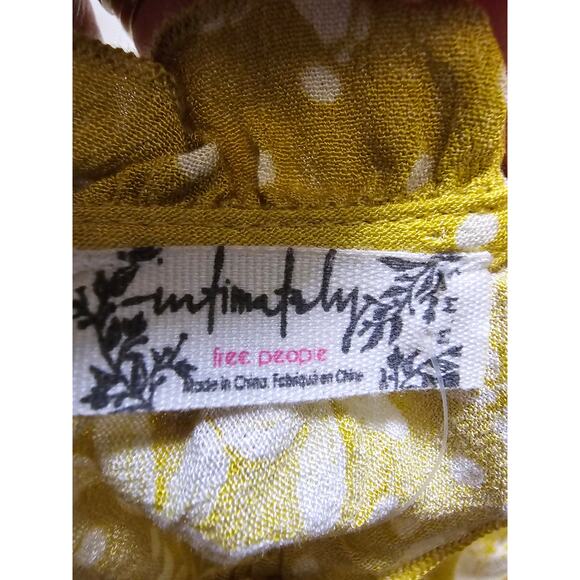 intimately
free people
Made in China. Fabriqué en Chine